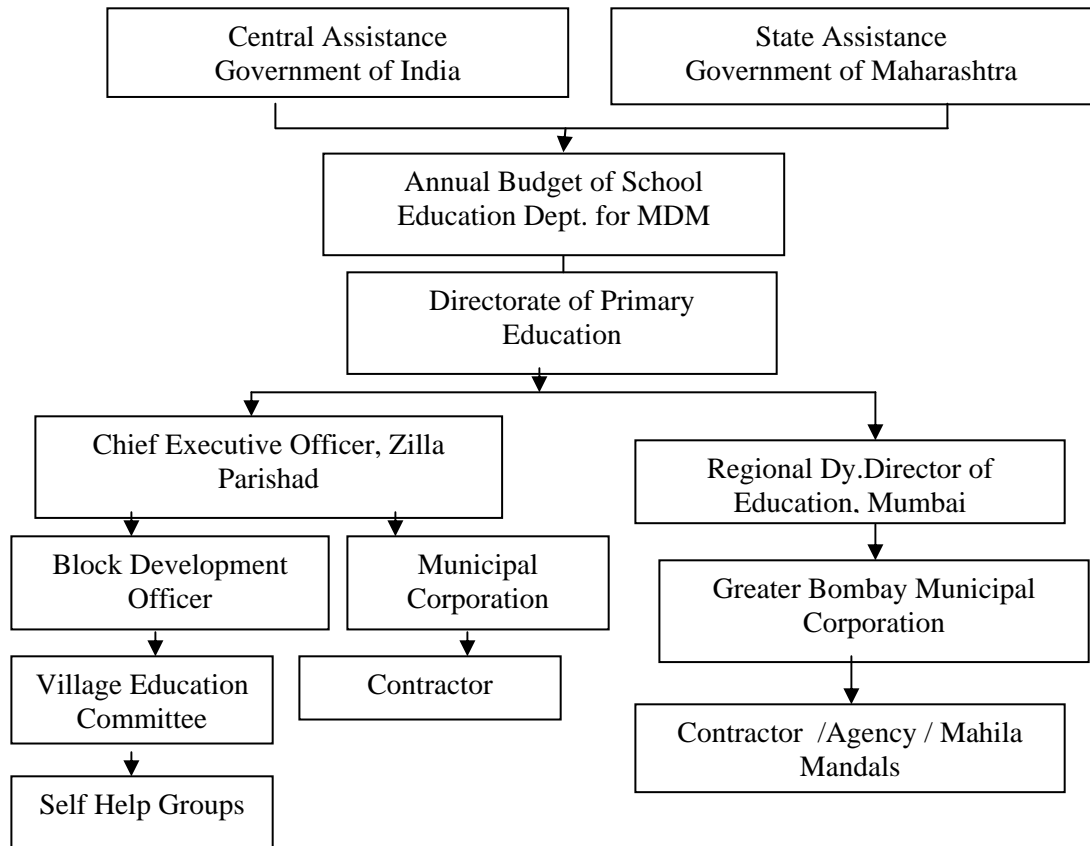 Central Assistance
Government of India
State Assistance
Government of Maharashtra
Annual Budget of School
Education Dept. for MDM
Directorate of Primary
Education
Chief Executive Officer, Zilla
Parishad
Regional Dy.Director of
Education, Mumbai
Block Development
Officer
Municipal
Corporation
Greater Bombay Municipal
Corporation
Village Education
Committee
Contractor
Contractor /Agency / Mahila
Mandals
Self Help Groups